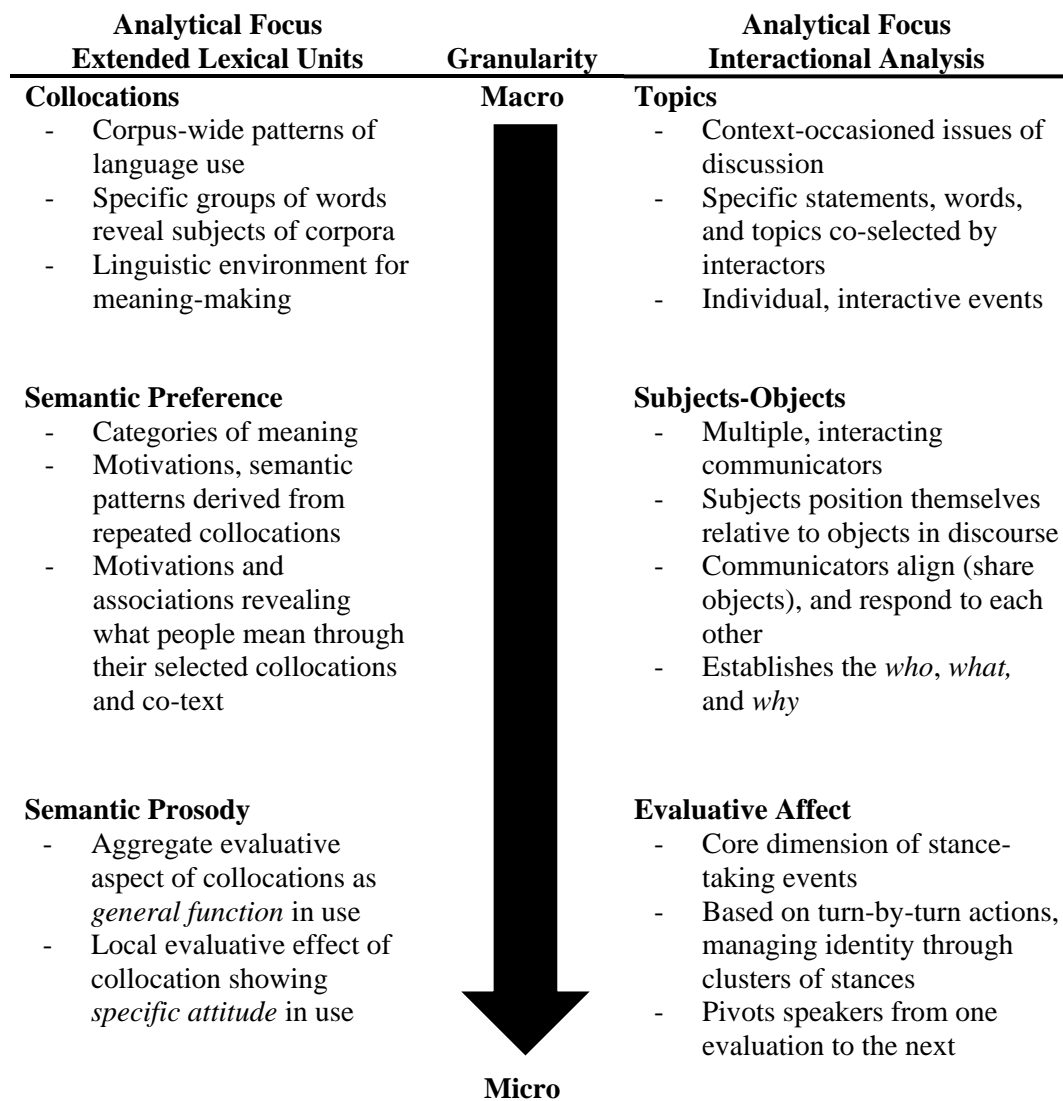 Analytical Focus
Extended Lexical Units
Granularity
Analytical Focus
Interactional Analysis
Collocations
- Corpus-wide patterns of
language use
- Specific groups of words
reveal subjects of corpora
- Linguistic environment for
meaning-making
Macro
Topics
- Context-occasioned issues of
discussion
- Specific statements, words,
and topics co-selected by
interactors
- Individual, interactive events
Semantic Preference
- Categories of meaning
- Motivations, semantic
patterns derived from
repeated collocations
- Motivations and
associations revealing
what people mean through
their selected collocations
and co-text
Subjects-Objects
- Multiple, interacting
communicators
- Subjects position themselves
relative to objects in discourse
- Communicators align (share
objects), and respond to each
other
- Establishes the who, what,
and why
Semantic Prosody
- Aggregate evaluative
aspect of collocations as
general function in use
- Local evaluative effect of
collocation showing
specific attitude in use
Evaluative Affect
- Core dimension of stance-
taking events
- Based on turn-by-turn actions,
managing identity through
clusters of stances
- Pivots speakers from one
evaluation to the next
Micro